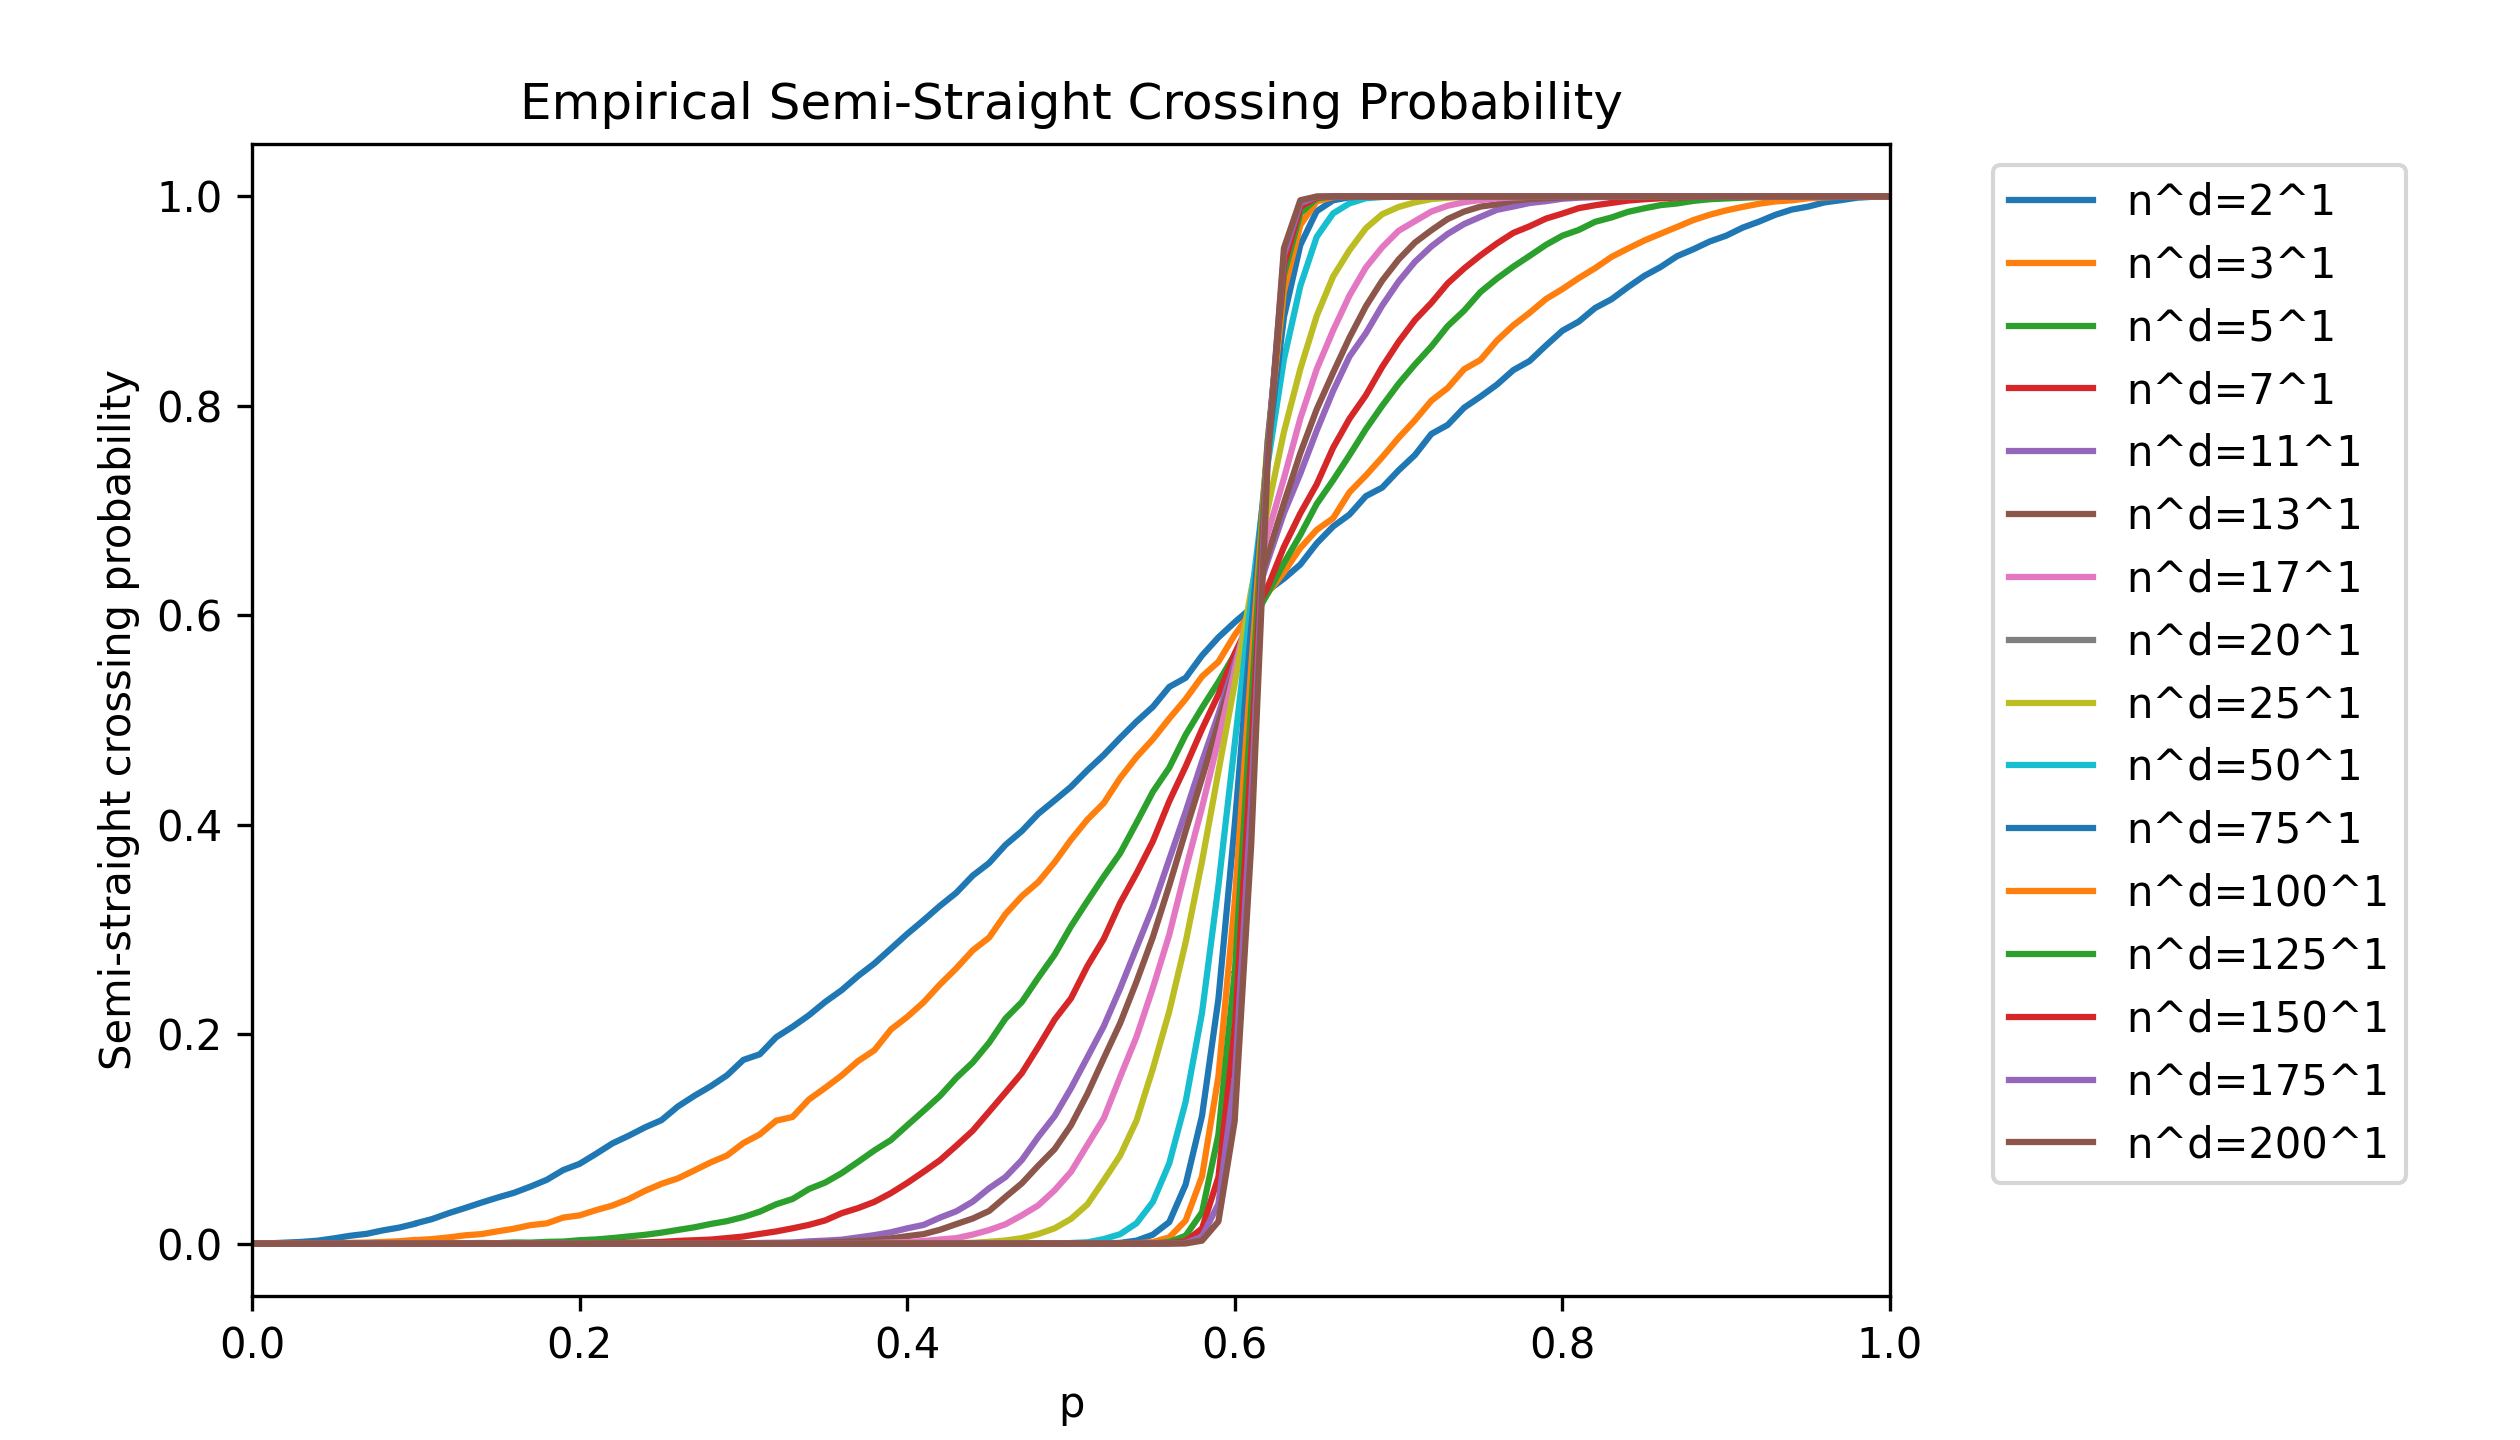 Empirical Semi-Straight Crossing Probability
Semi-straight crossing probability
1.0
0.8
0.6
0.4
0.2
0.0
0.0
0.2
0.4
0.6
0.8
1.0
p
n^d=2^1
n^d=3^1
n^d=5^1
n^d=7^1
n^d=11^1
n^d=13^1
n^d=17^1
n^d=20^1
n^d=25^1
n^d=50^1
n^d=75^1
n^d=100^1
n^d=125^1
n^d=150^1
n^d=175^1
n^d=200^1